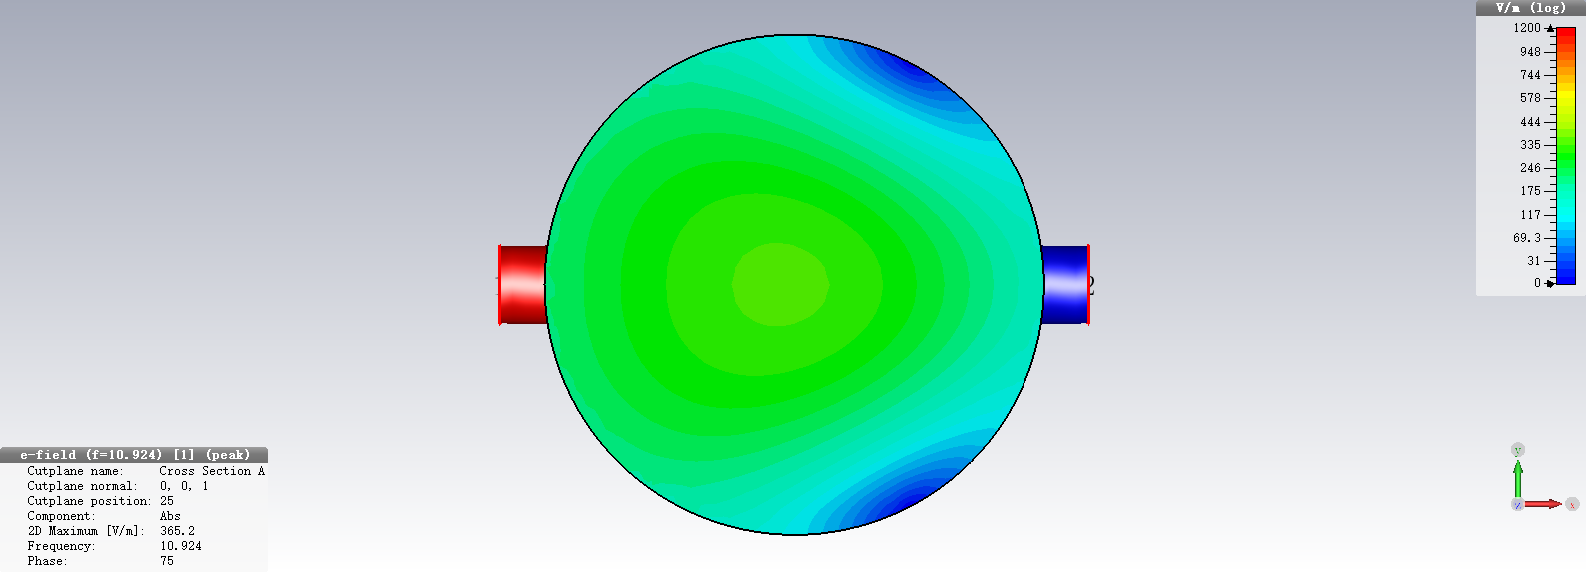 V/m (log)
1200
948
744
578
444
335
246
175
117
69.3
31
0
2
e-field (f=10.924) [1] (peak)
Cutplane name: Cross Section A
Cutplane normal: 0, 0, 1
Cutplane position: 25
Component: Abs
2D Maximum [V/m]: 365.2
Frequency: 10.924
Phase: 75
Y
Z
X